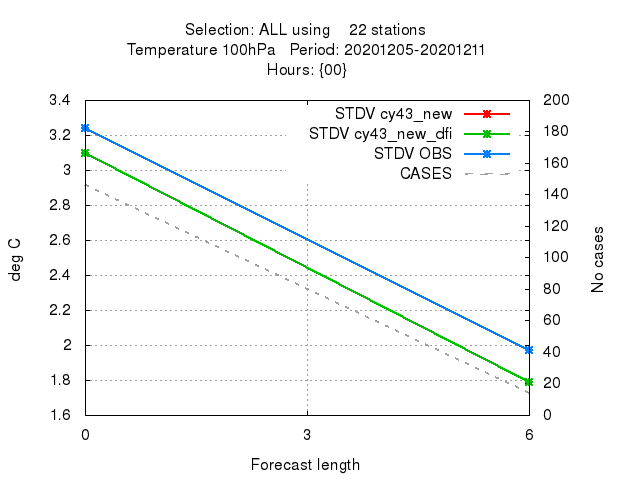 Selection: ALL using    22 stations
Temperature 100hPa   Period: 20201205-20201211
Hours: {00}
STDV cy43_new
STDV cy43_new_dfi
STDV OBS
CASES
3.4
3.2
3
2.8
2.6
2.4
2.2
2
1.8
1.6
deg C
200
180
160
140
120
100
80
60
40
20
0
No cases
0 3 6
Forecast length